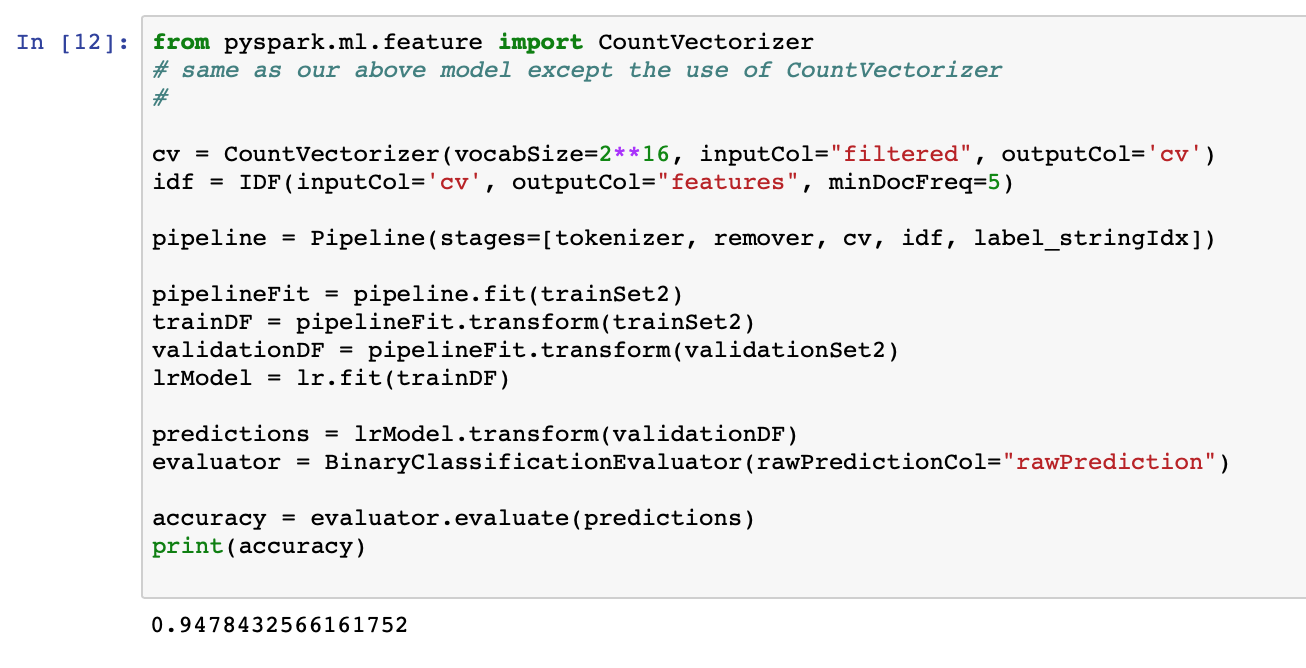 In [12]: from pyspark.ml.feature import CountVectorizer
# same as our above model except the use of CountVectorizer
#
cv = CountVectorizer(vocabSize=2**16, inputCol="filtered", outputCol='cv')
idf = IDF(inputCol='cv', outputCol="features", minDocFreq=5)
pipeline = Pipeline(stages=[tokenizer, remover, cv, idf, label_stringIdx])
pipelineFit = pipeline.fit(trainSet2)
trainDF = pipelineFit.transform(trainSet2)
validationDF = pipelineFit.transform(validationSet2)
lrModel = lr.fit(trainDF)
predictions = lrModel.transform(validationDF)
evaluator = BinaryClassificationEvaluator(rawPredictionCol="rawPrediction")
accuracy = evaluator.evaluate(predictions)
print(accuracy)
0.9478432566161752